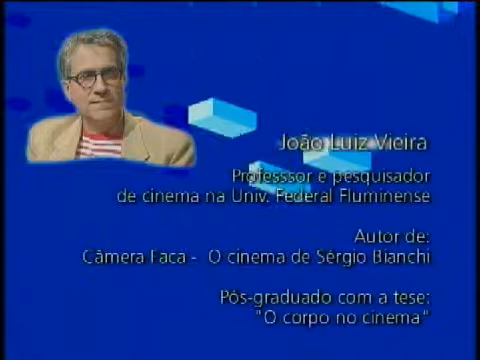 João Luiz Vieira
Professsor e pesquisador
de cinema na Univ. Federal Fluminense
Autor de:
Câmera Faca - O cinema de Sérgio Bianchi
Pós-graduado com a tese:
"O corpo no cinema"